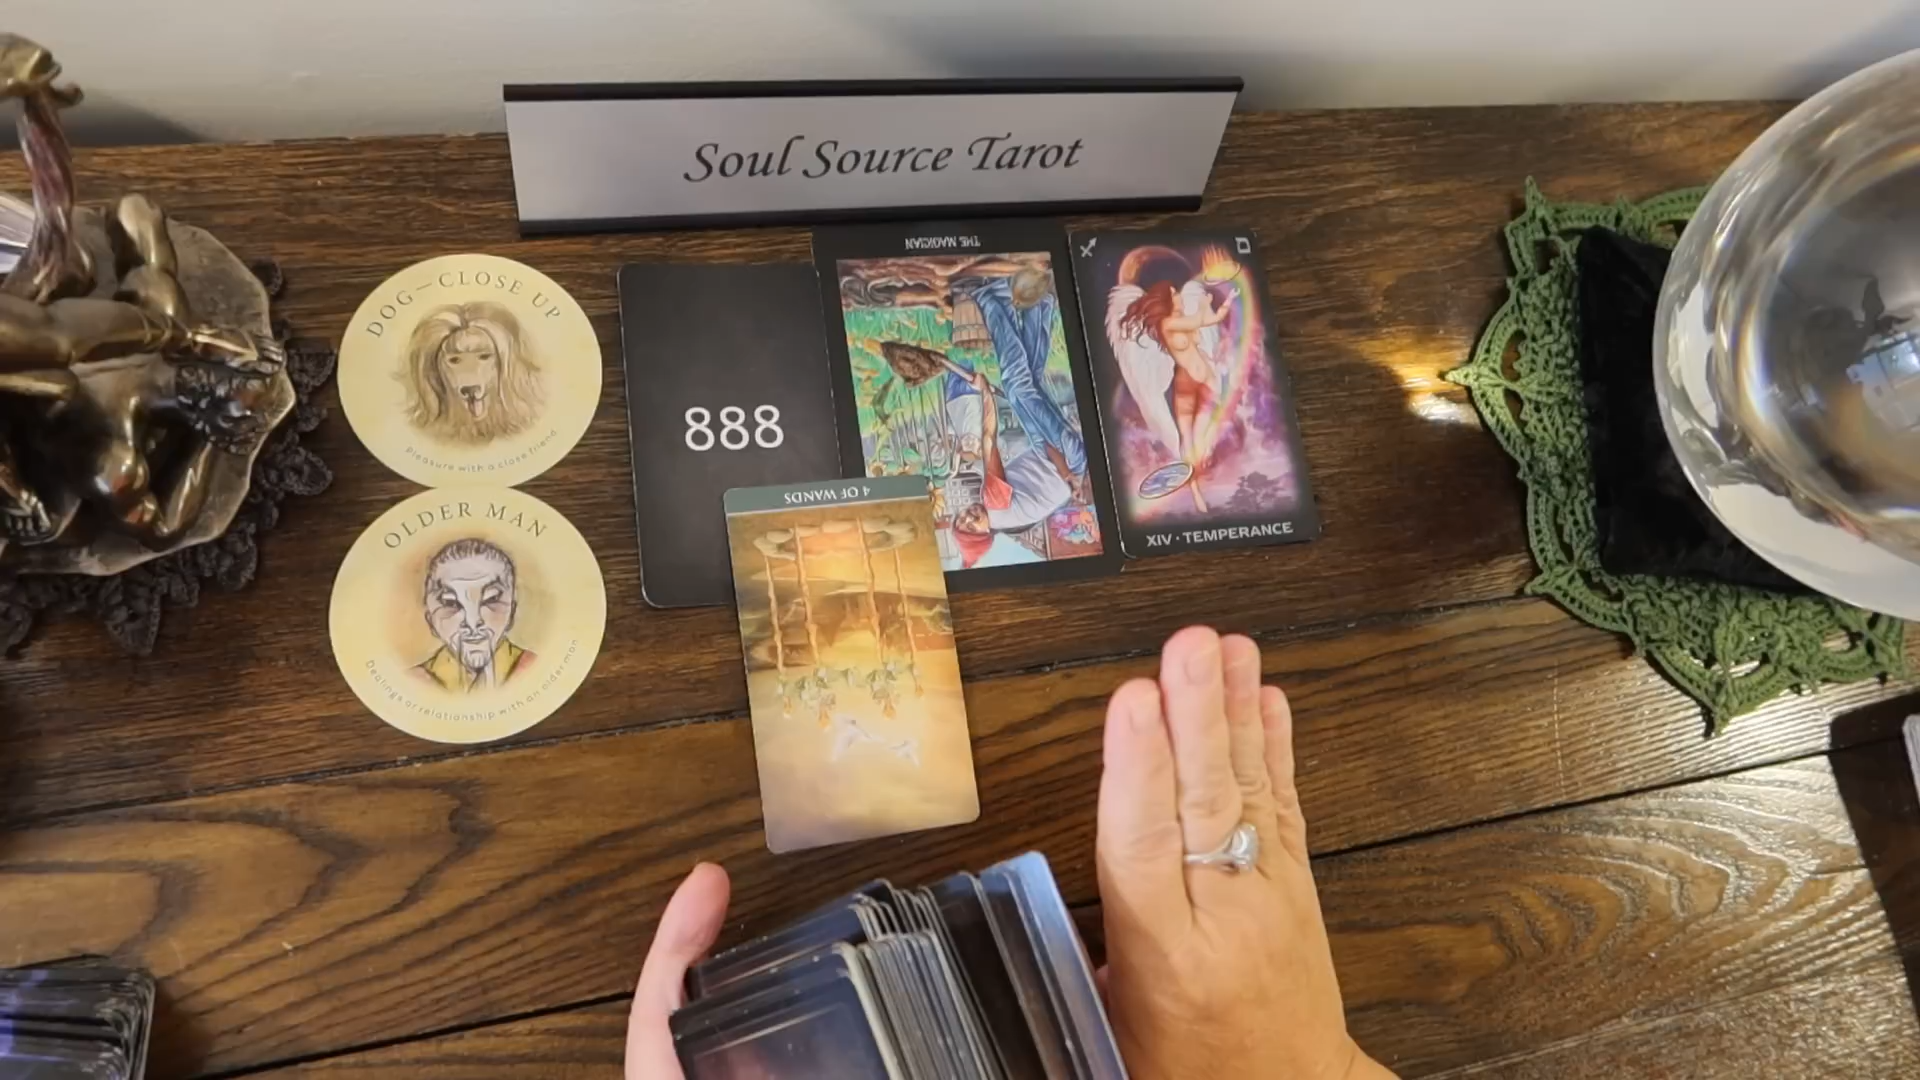 Soul Source Tarot
DOG—CLOSE UP
Pleasure with a close friend
OLDER MAN
Dealings or relationship with an older man
888
THE MAGICIAN
4 OF WANDS
XIV · TEMPERANCE